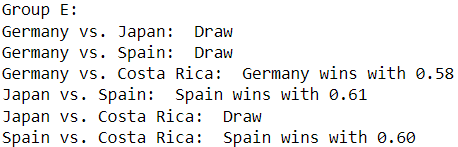 Group E:
Germany vs. Japan:  Draw
Germany vs. Spain:  Draw
Germany vs. Costa Rica:  Germany wins with 0.58
Japan vs. Spain:  Spain wins with 0.61
Japan vs. Costa Rica:  Draw
Spain vs. Costa Rica:  Spain wins with 0.60